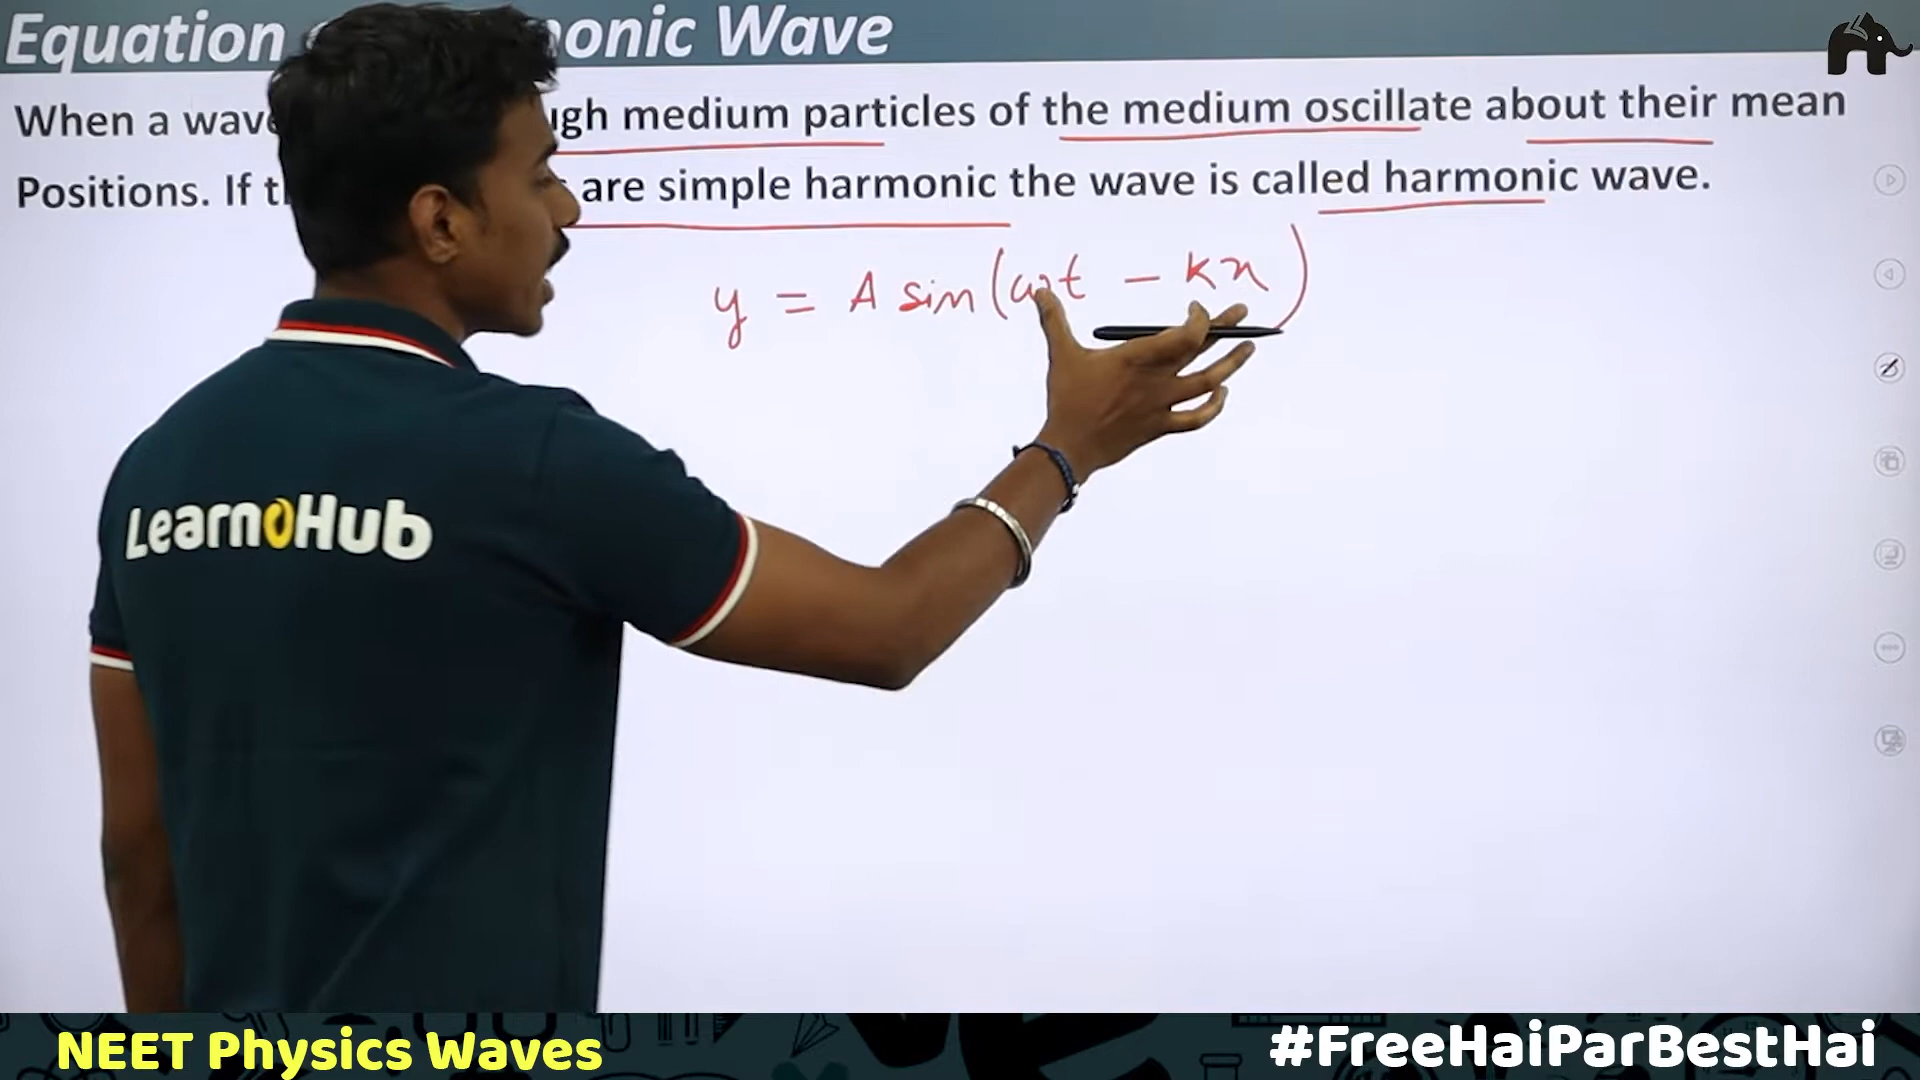 Equation onic Wave
When a wave ugh medium particles of the medium oscillate about their mean
Positions. If t are simple harmonic the wave is called harmonic wave.
y = A sin(ωt - kx)
LearnoHub
NEET Physics Waves
#FreeHaiParBestHai